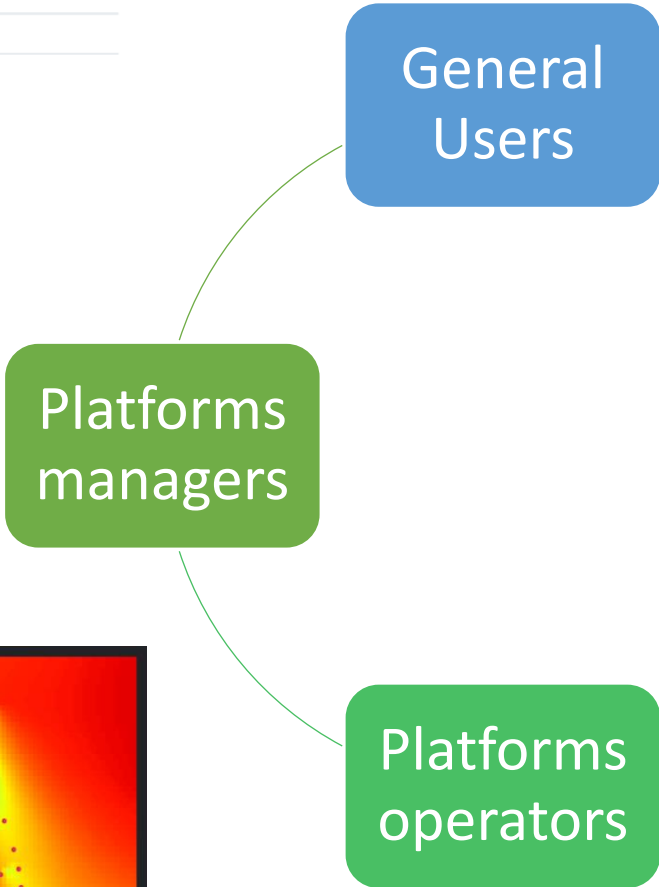 General
Users
Platforms
managers
Platforms
operators